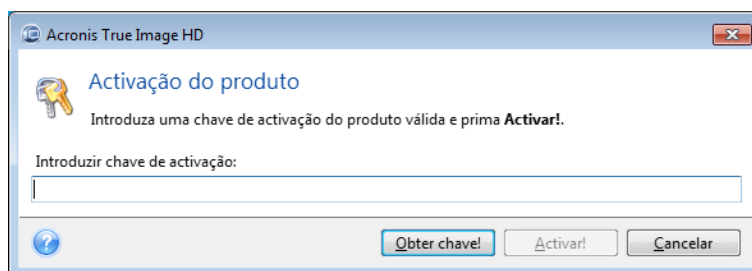 Acronis True Image HD
Activação do produto
Introduza uma chave de activação do produto válida e prima Activar!.
Introduzir chave de activação:
Obter chave! Activar! Cancelar